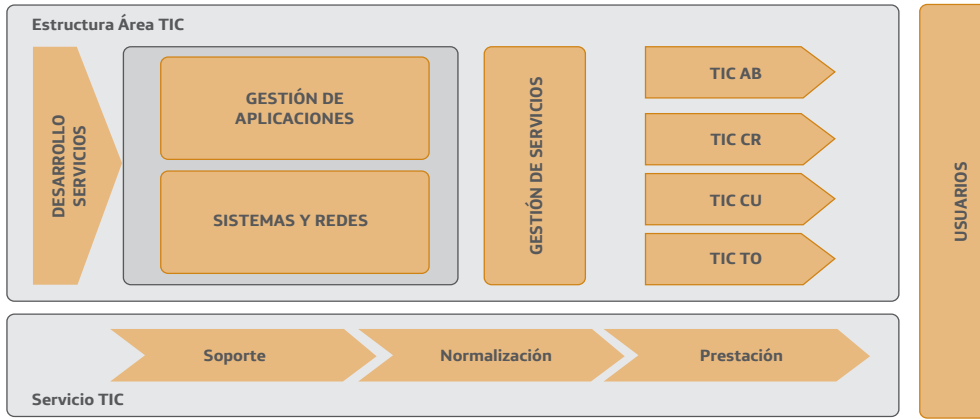 Estructura Área TIC
DESARROLLO
SERVICIOS
GESTIÓN DE
APLICACIONES
SISTEMAS Y REDES
GESTIÓN DE SERVICIOS
TIC AB
TIC CR
TIC CU
TIC TO
USUARIOS
Soporte
Normalización
Prestación
Servicio TIC